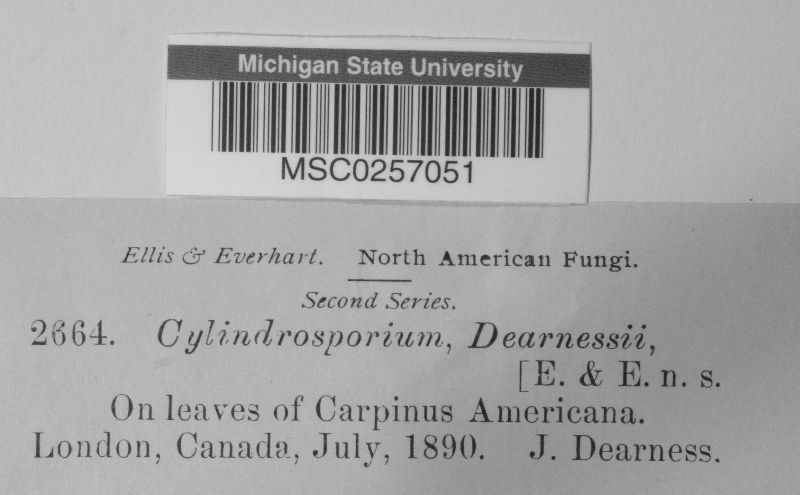 Michigan State University
MSC0257051
Ellis & Everhart. North American Fungi.
Second Series.
2664. Cylindrosporium, Dearnessii,
[E. & E. n. s.
On leaves of Carpinus Americana.
London, Canada, July, 1890. J. Dearness.